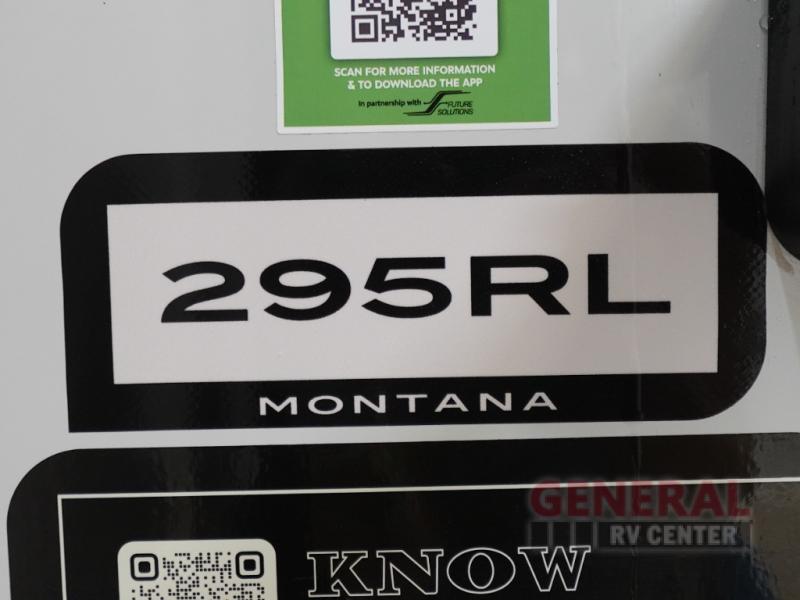 SCAN FOR MORE INFORMATION
& TO DOWNLOAD THE APP
In partnership with FUTURE
SOLUTIONS
295RL
MONTANA
GENERAL
RV CENTER
KNOW